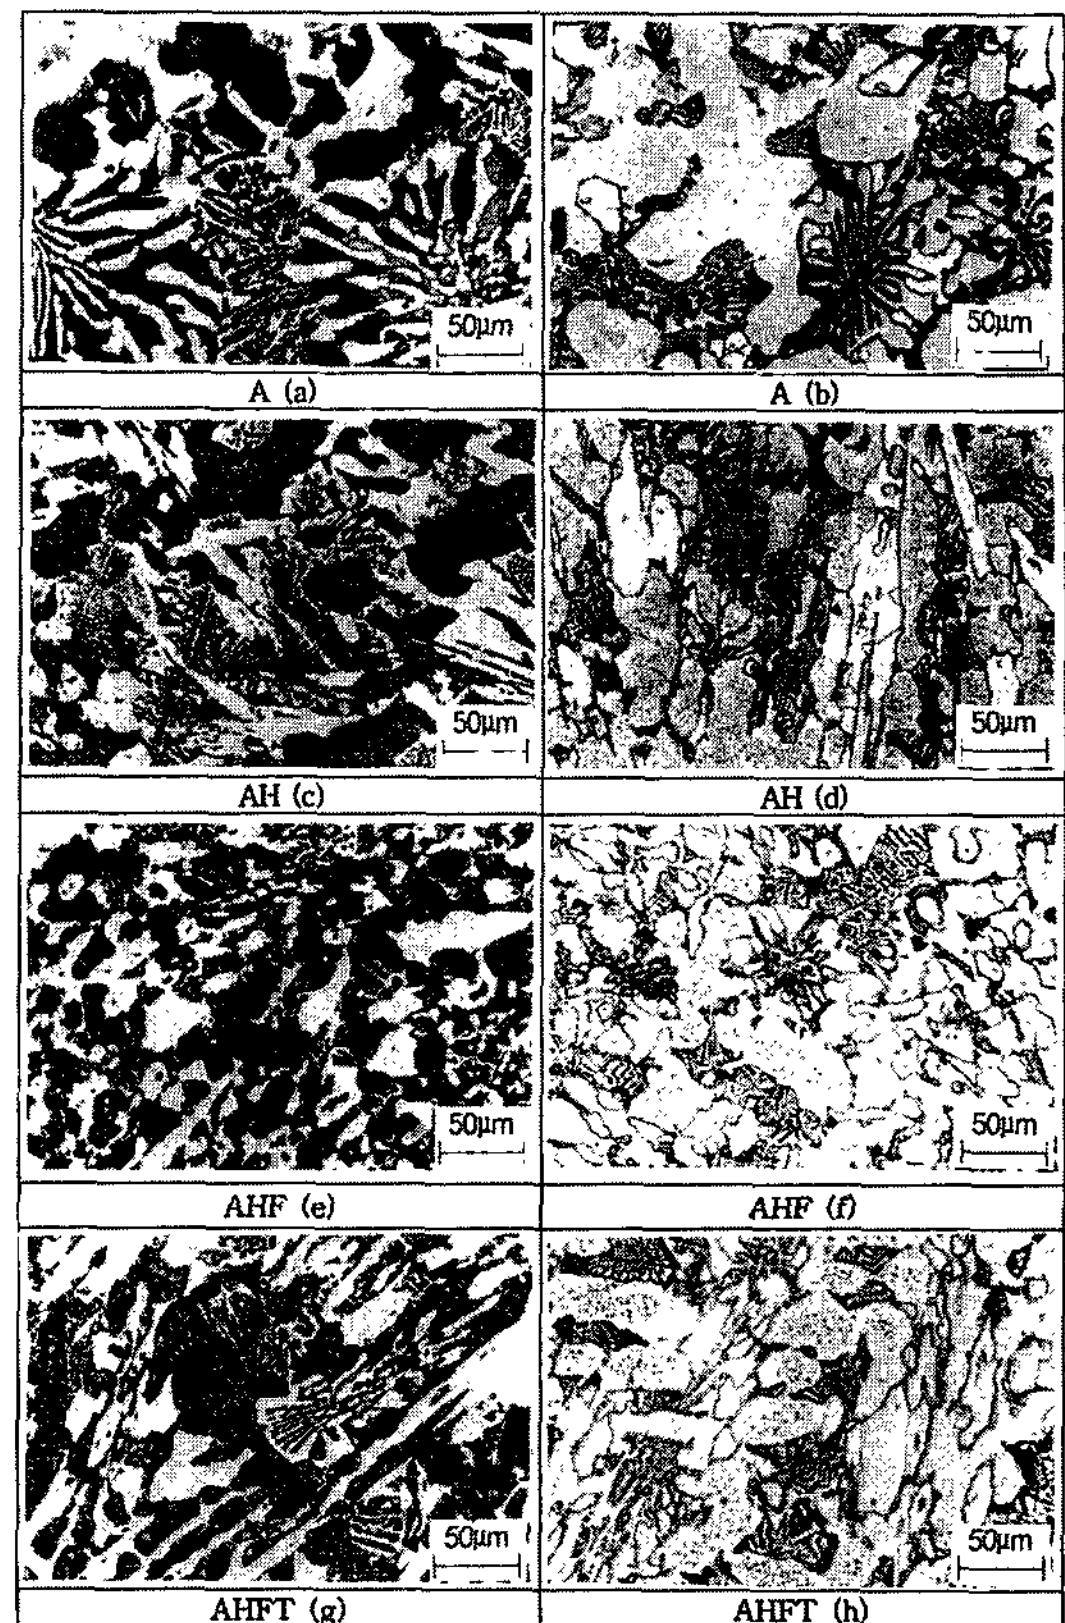 50μm
50μm
A (a)
A (b)
50μm
50μm
AH (c)
AH (d)
50μm
50μm
AHF (e)
AHF (f)
50μm
50μm
AHFT (g)
AHFT (h)